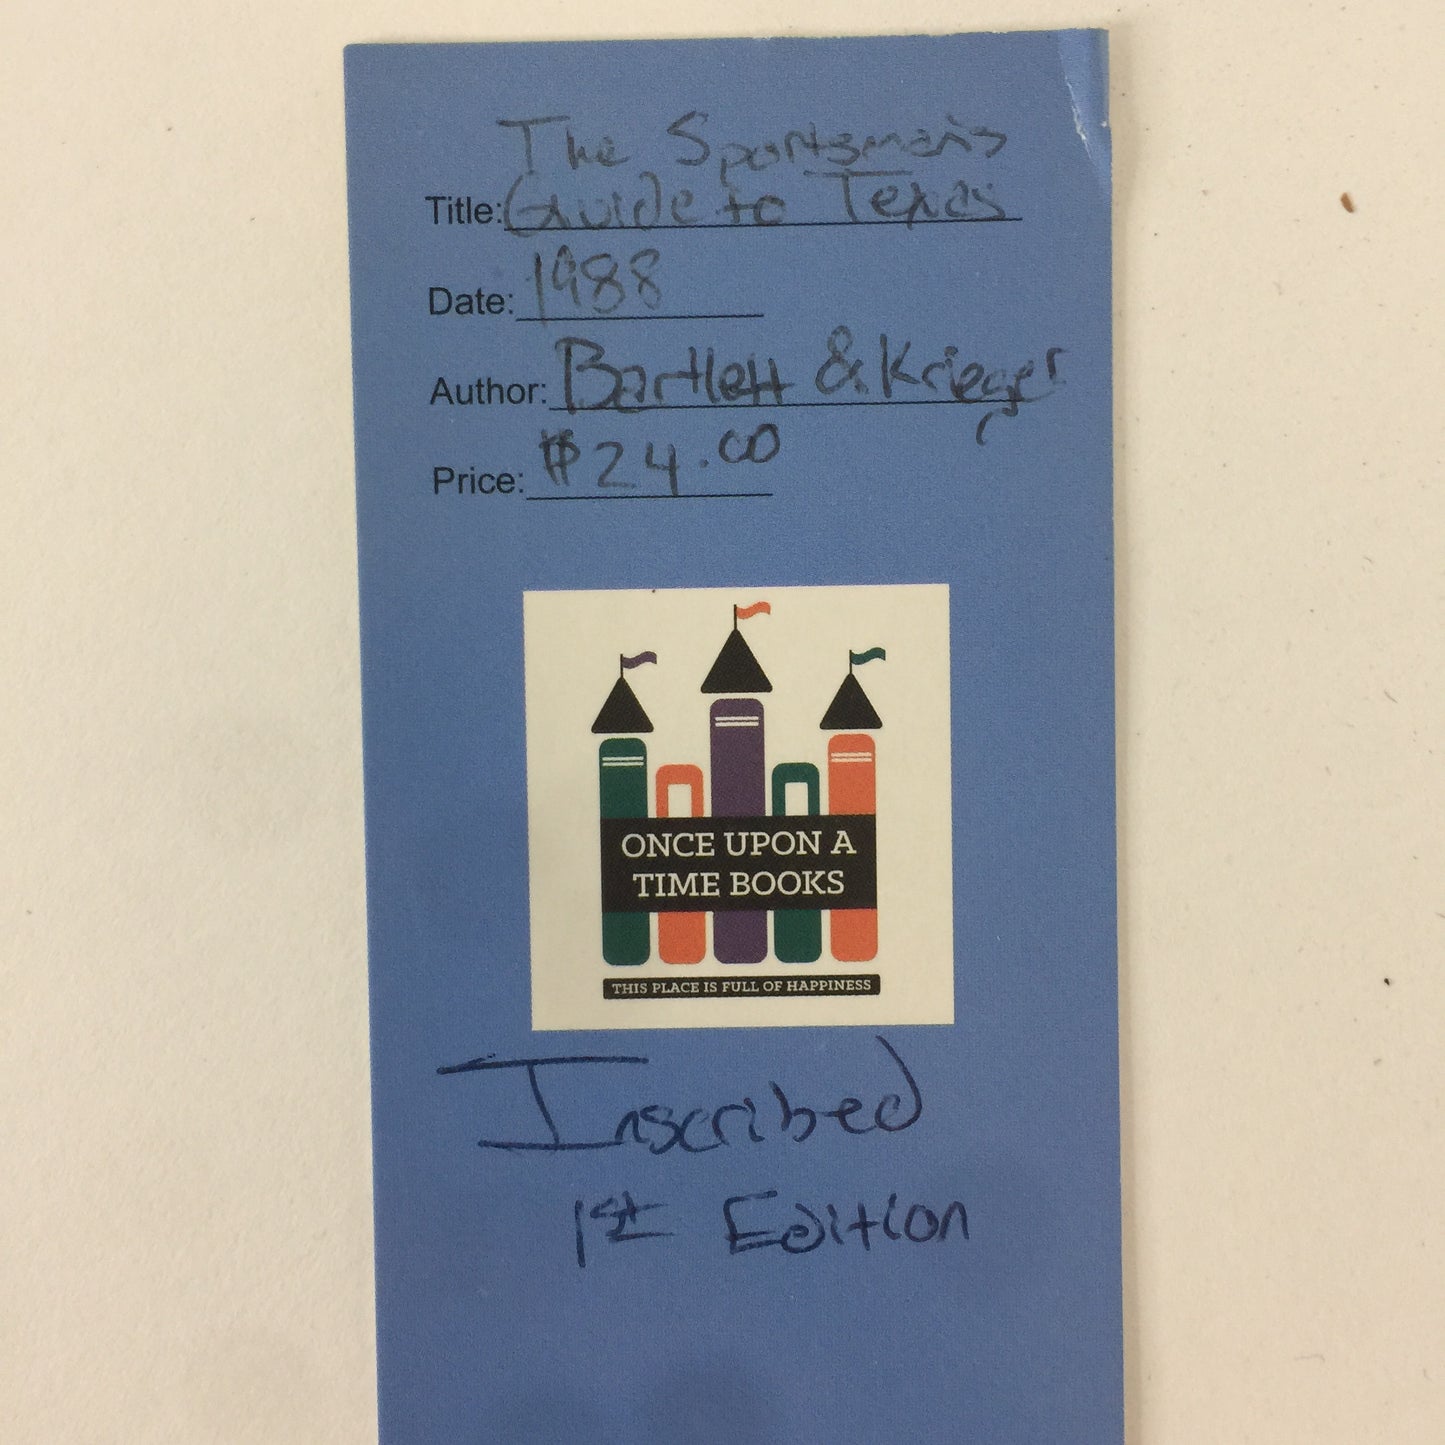 The Sportsman's
Title: Guide to Texas
Date: 1988
Author: Bartlett & Krieger
Price: $24.00
ONCE UPON A
TIME BOOKS
THIS PLACE IS FULL OF HAPPINESS
Inscribed
1st Edition